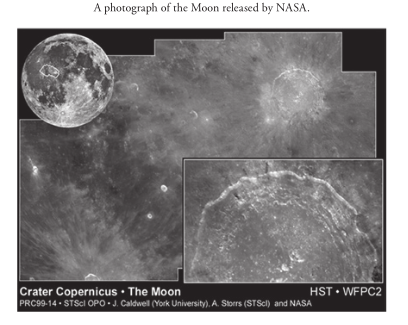 A photograph of the Moon released by NASA.
Crater Copernicus • The Moon
HST • WFPC2
PRC99-14 • STScI OPO • J. Caldwell (York University), A. Storrs (STScI) and NASA